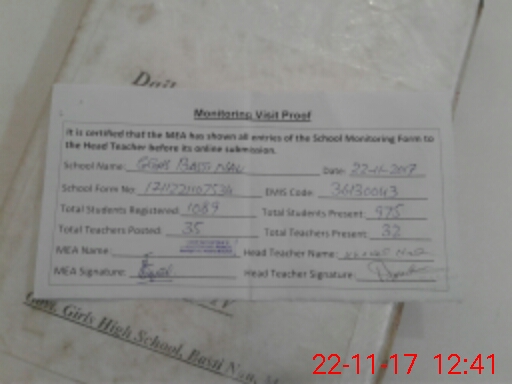 Monitoring Visit Proof
It is certified that the MEA has shown all entries of the School Monitoring Form to
the Head Teacher before its online submission.
School Name: GGHS Basti Nau Date: 22-11-2017
School Form No: EMIS Code: 36130043
Total Students Registered: 1089 Total Students Present: 975
Total Teachers Posted: 35 Total Teachers Present: 32
MEA Name: Head Teacher Name:
MEA Signature: Head Teacher Signature:
Govt. Girls High School, Basti Nau,
22-11-17 12:41